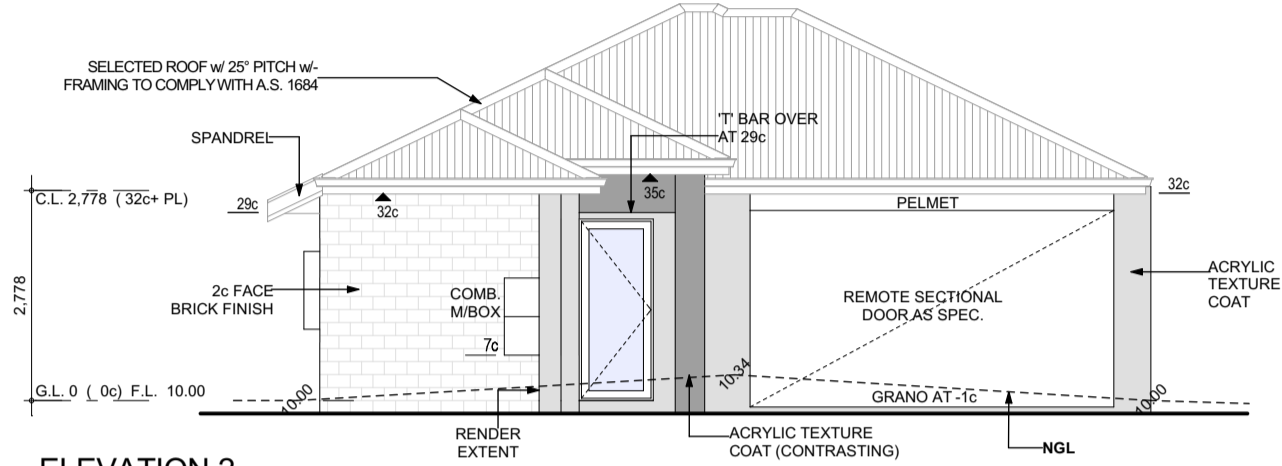 SELECTED ROOF w/ 25° PITCH w/-
FRAMING TO COMPLY WITH A.S. 1684
'T' BAR OVER
AT 29c
SPANDREL
C.L. 2,778 ( 32c+ PL)
29c
32c
35c
32c
PELMET
2,778
2c FACE
BRICK FINISH
COMB.
M/BOX
7c
REMOTE SECTIONAL
DOOR AS SPEC.
ACRYLIC
TEXTURE
COAT
10.34
G.L. 0 ( 0c) F.L. 10.00
10.00
GRANO AT -1c
10.00
RENDER
EXTENT
ACRYLIC TEXTURE
COAT (CONTRASTING)
NGL
ELEVATION